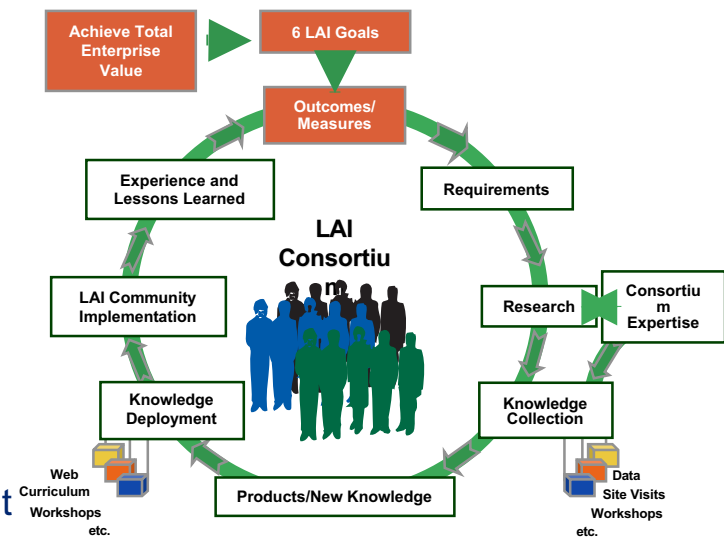 Achieve Total
Enterprise
Value
6 LAI Goals
Outcomes/
Measures
Experience and
Lessons Learned
Requirements
LAI
Consortiu
m
LAI Community
Implementation
Research
Consortiu
m
Expertise
Knowledge
Deployment
Knowledge
Collection
Products/New Knowledge
Web
Curriculum
Workshops
etc.
t
Data
Site Visits
Workshops
etc.